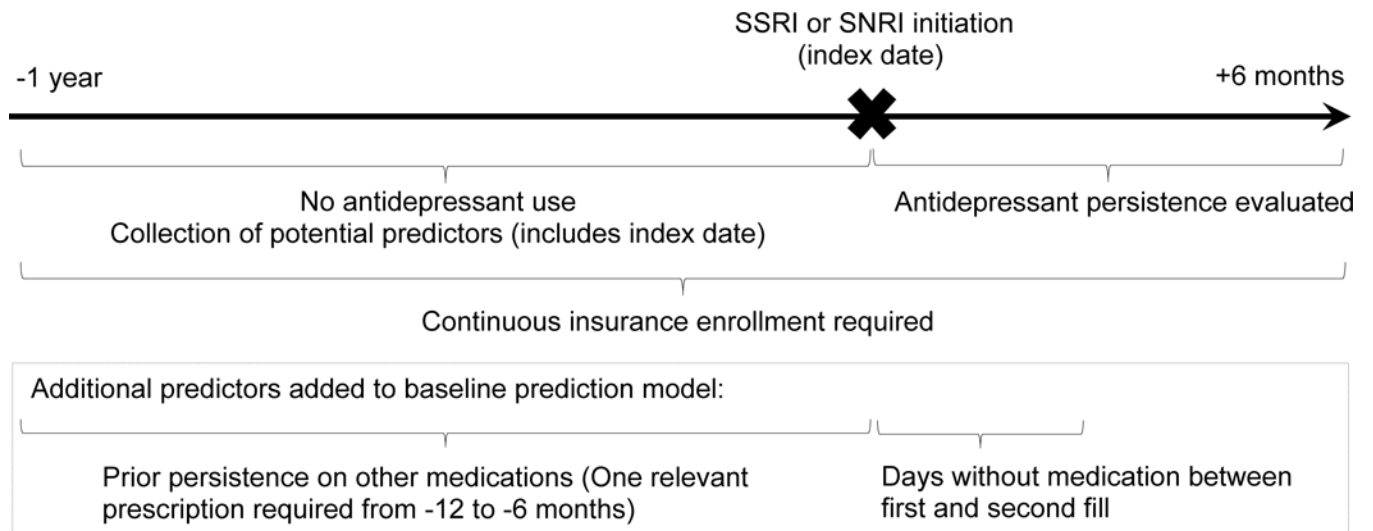 SSRI or SNRI initiation
(index date)
-1 year
+6 months
No antidepressant use
Collection of potential predictors (includes index date)
Antidepressant persistence evaluated
Continuous insurance enrollment required
Additional predictors added to baseline prediction model:
Prior persistence on other medications (One relevant
prescription required from -12 to -6 months)
Days without medication between
first and second fill